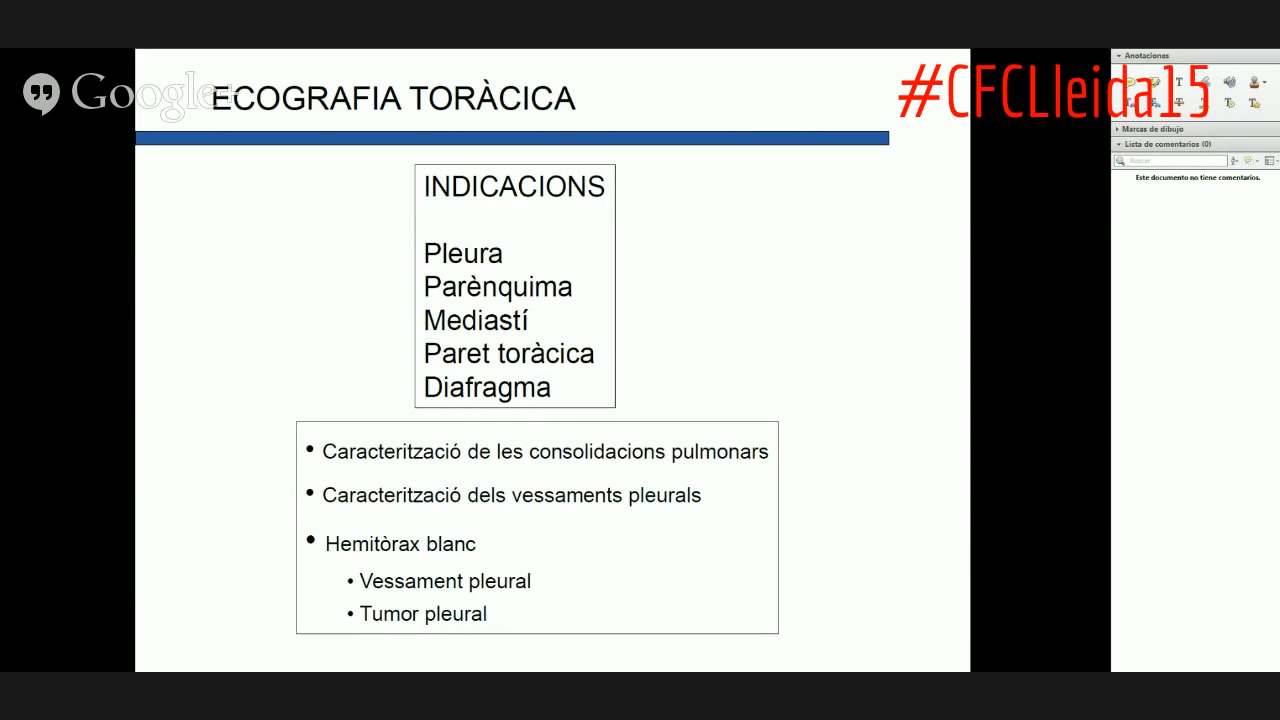 Google+
ECOGRAFIA TORÀCICA
#CFCLleida15
INDICACIONS
Pleura
Parènquima
Mediastí
Paret toràcica
Diafragma
• Caracterització de les consolidacions pulmonars
• Caracterització dels vessaments pleurals
• Hemitòrax blanc
• Vessament pleural
• Tumor pleural
Anotaciones
Marcas de dibujo
Lista de comentarios (0)
Buscar
Este documento no tiene comentarios.